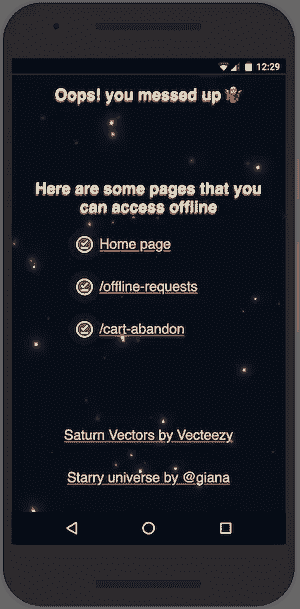 12:29
Oops! you messed up 🤷🏽‍♀️
Here are some pages that you
can access offline
Home page
/offline-requests
/cart-abandon
Saturn Vectors by Vecteezy
Starry universe by @giana